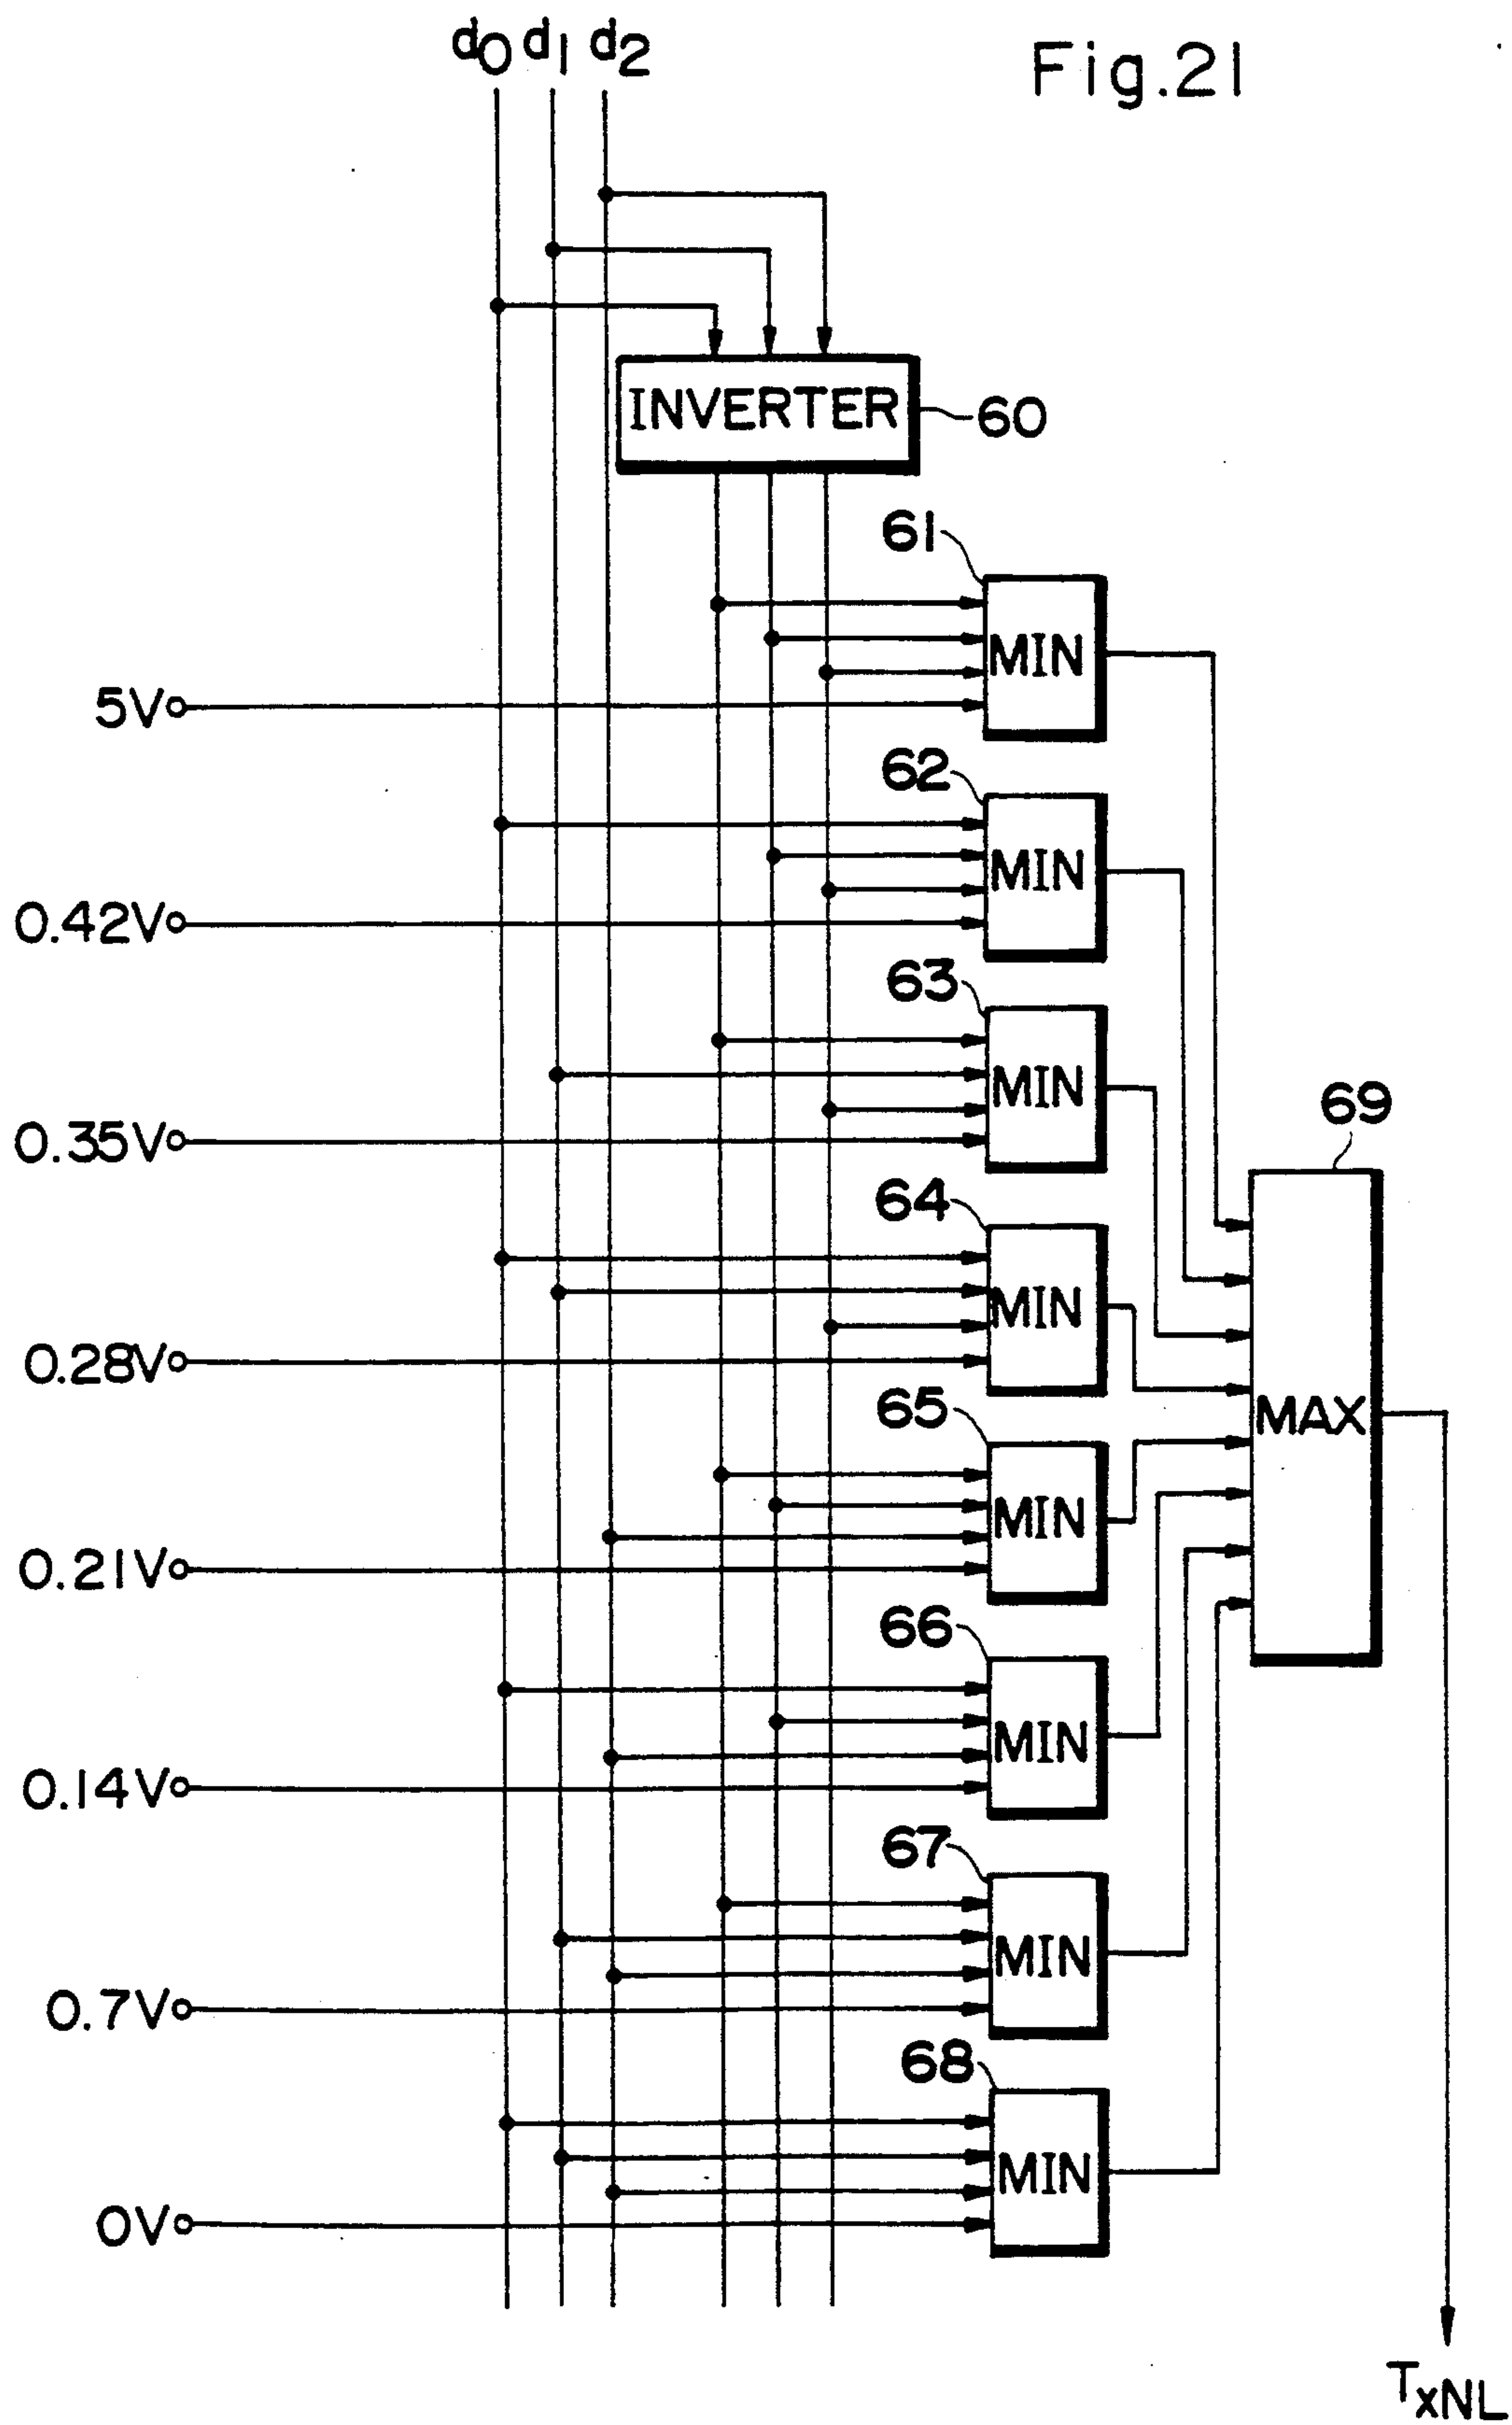 d0 d1 d2
Fig.21
INVERTER
60
61
MIN
5V
62
MIN
0.42V
63
MIN
0.35V
69
64
MIN
0.28V
MAX
65
MIN
0.21V
66
MIN
0.14V
67
MIN
0.7V
68
MIN
0V
TxNL